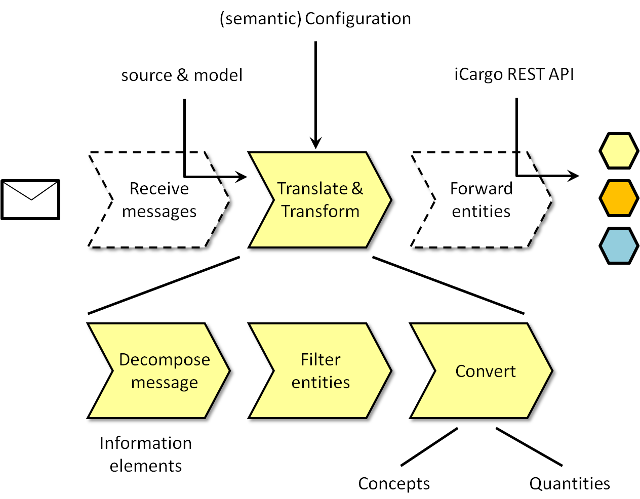 (semantic) Configuration
source & model
iCargo REST API
Receive
messages
Translate &
Transform
Forward
entities
Decompose
message
Filter
entities
Convert
Information
elements
Concepts
Quantities